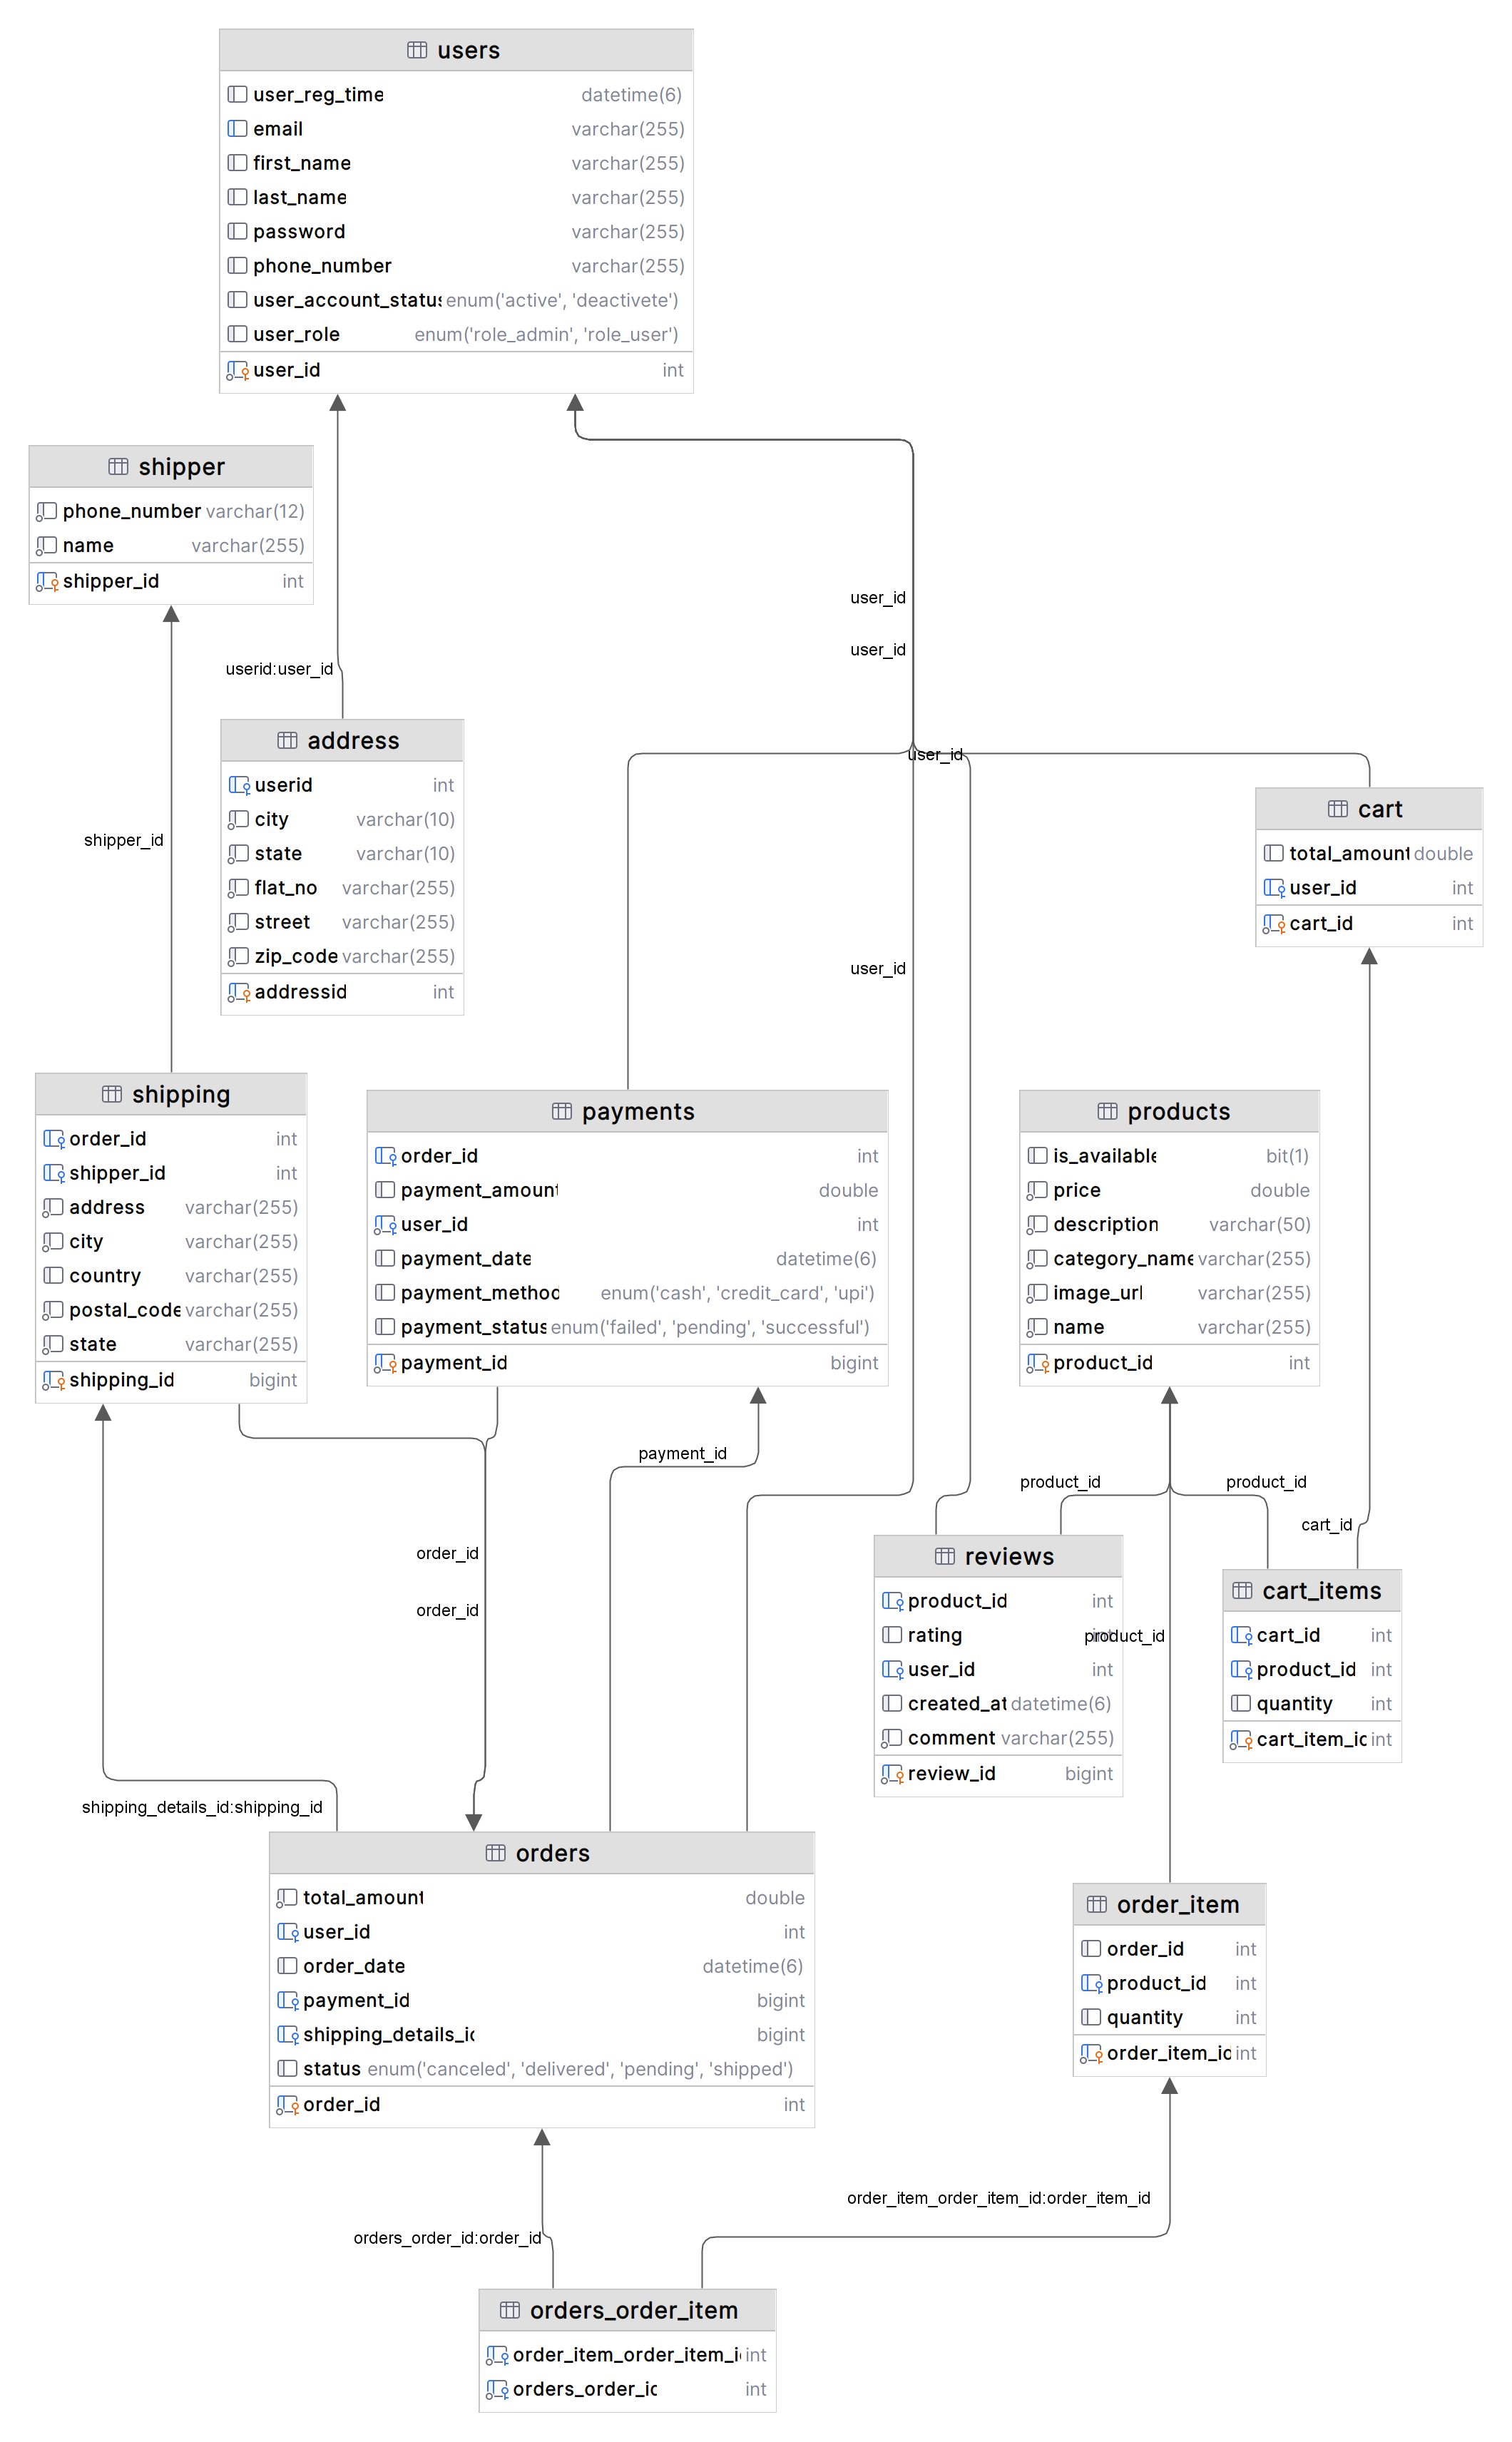 users
user_reg_time datetime(6)
email varchar(255)
first_name varchar(255)
last_name varchar(255)
password varchar(255)
phone_number varchar(255)
user_account_status enum('active', 'deactivete')
user_role enum('role_admin', 'role_user')
user_id int
shipper
phone_number varchar(12)
name varchar(255)
shipper_id int
user_id
user_id
userid:user_id
user_id
address
userid int
city varchar(10)
state varchar(10)
flat_no varchar(255)
street varchar(255)
zip_code varchar(255)
addressid int
shipper_id
cart
total_amount double
user_id int
cart_id int
user_id
shipping
order_id int
shipper_id int
address varchar(255)
city varchar(255)
country varchar(255)
postal_code varchar(255)
state varchar(255)
shipping_id bigint
payments
order_id int
payment_amount double
user_id int
payment_date datetime(6)
payment_method enum('cash', 'credit_card', 'upi')
payment_status enum('failed', 'pending', 'successful')
payment_id bigint
products
is_available bit(1)
price double
description varchar(50)
category_name varchar(255)
image_url varchar(255)
name varchar(255)
product_id int
payment_id
product_id
product_id
cart_id
order_id
order_id
reviews
product_id int
rating int
user_id int
created_at datetime(6)
comment varchar(255)
review_id bigint
product_id
cart_items
cart_id int
product_id int
quantity int
cart_item_id int
shipping_details_id:shipping_id
orders
total_amount double
user_id int
order_date datetime(6)
payment_id bigint
shipping_details_id bigint
status enum('canceled', 'delivered', 'pending', 'shipped')
order_id int
order_item
order_id int
product_id int
quantity int
order_item_id int
order_item_order_item_id:order_item_id
orders_order_id:order_id
orders_order_item
order_item_order_item_id int
orders_order_id int